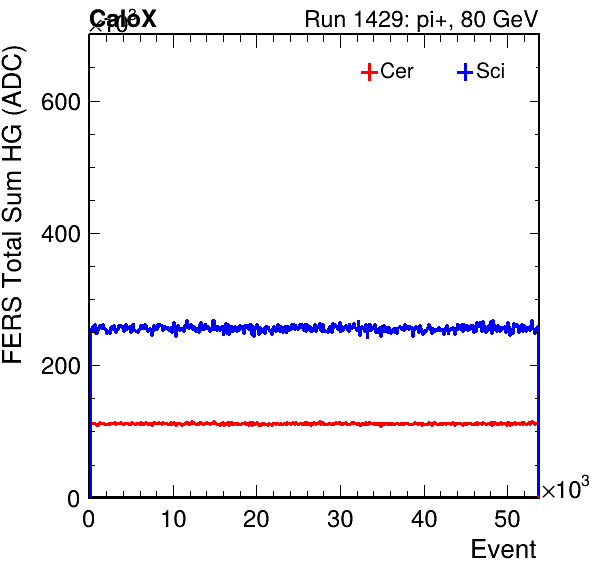 CaloX Run 1429: pi+, 80 GeV
×10³
FERS Total Sum HG (ADC)
Cer Sci
600
400
200
0
0 10 20 30 40 50
×10³
Event